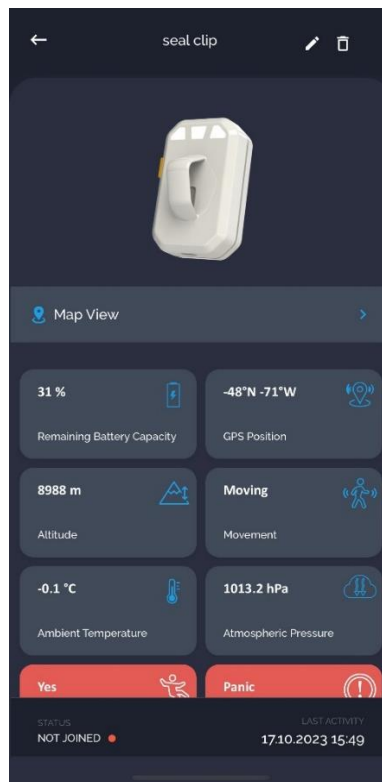 seal clip
Map View
31 %
Remaining Battery Capacity
-48°N -71°W
GPS Position
8988 m
Altitude
Moving
Movement
-0.1 °C
Ambient Temperature
1013.2 hPa
Atmospheric Pressure
Yes
Panic
STATUS
NOT JOINED
LAST ACTIVITY
17.10.2023 15:49